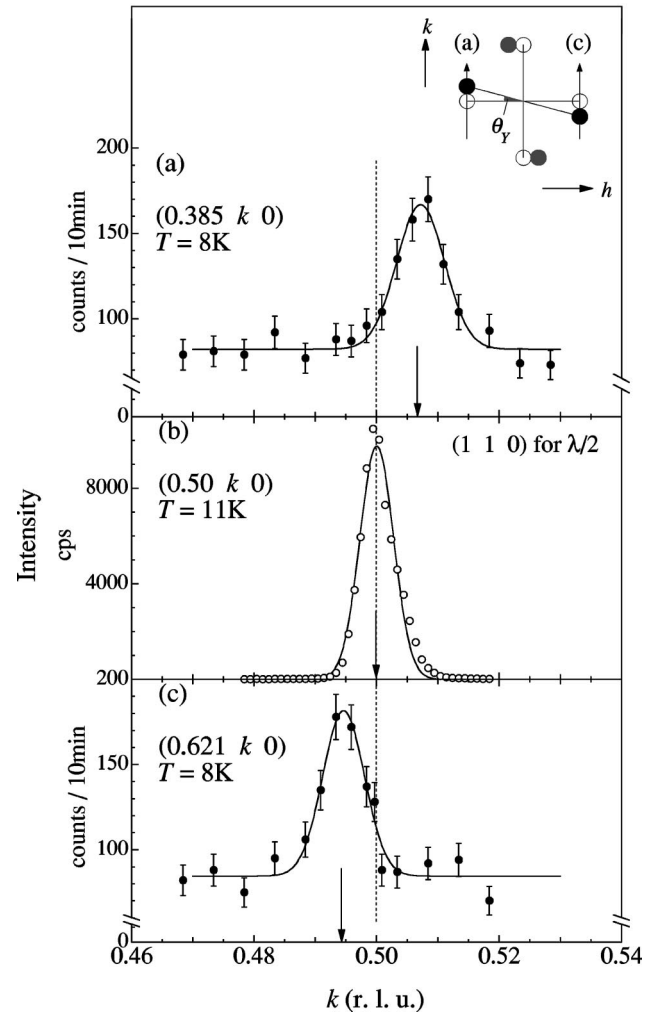 k
(a) (c)
θY
h
200
150
100
0
counts / 10min
(a)
(0.385 k 0)
T = 8K
(b)
(1 1 0) for λ/2
(0.50 k 0)
T = 11K
8000
4000
200
Intensity
cps
(c)
(0.621 k 0)
T = 8K
150
100
0
counts / 10min
0.46 0.48 0.50 0.52 0.54
k (r. l. u.)